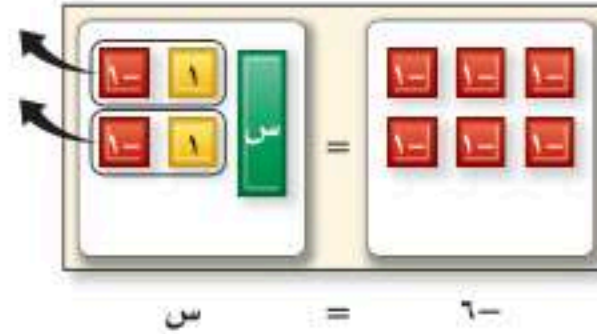 –١ –١ –١ ١ –١
= س
–١ –١ –١ ١ –١
–٦ = س